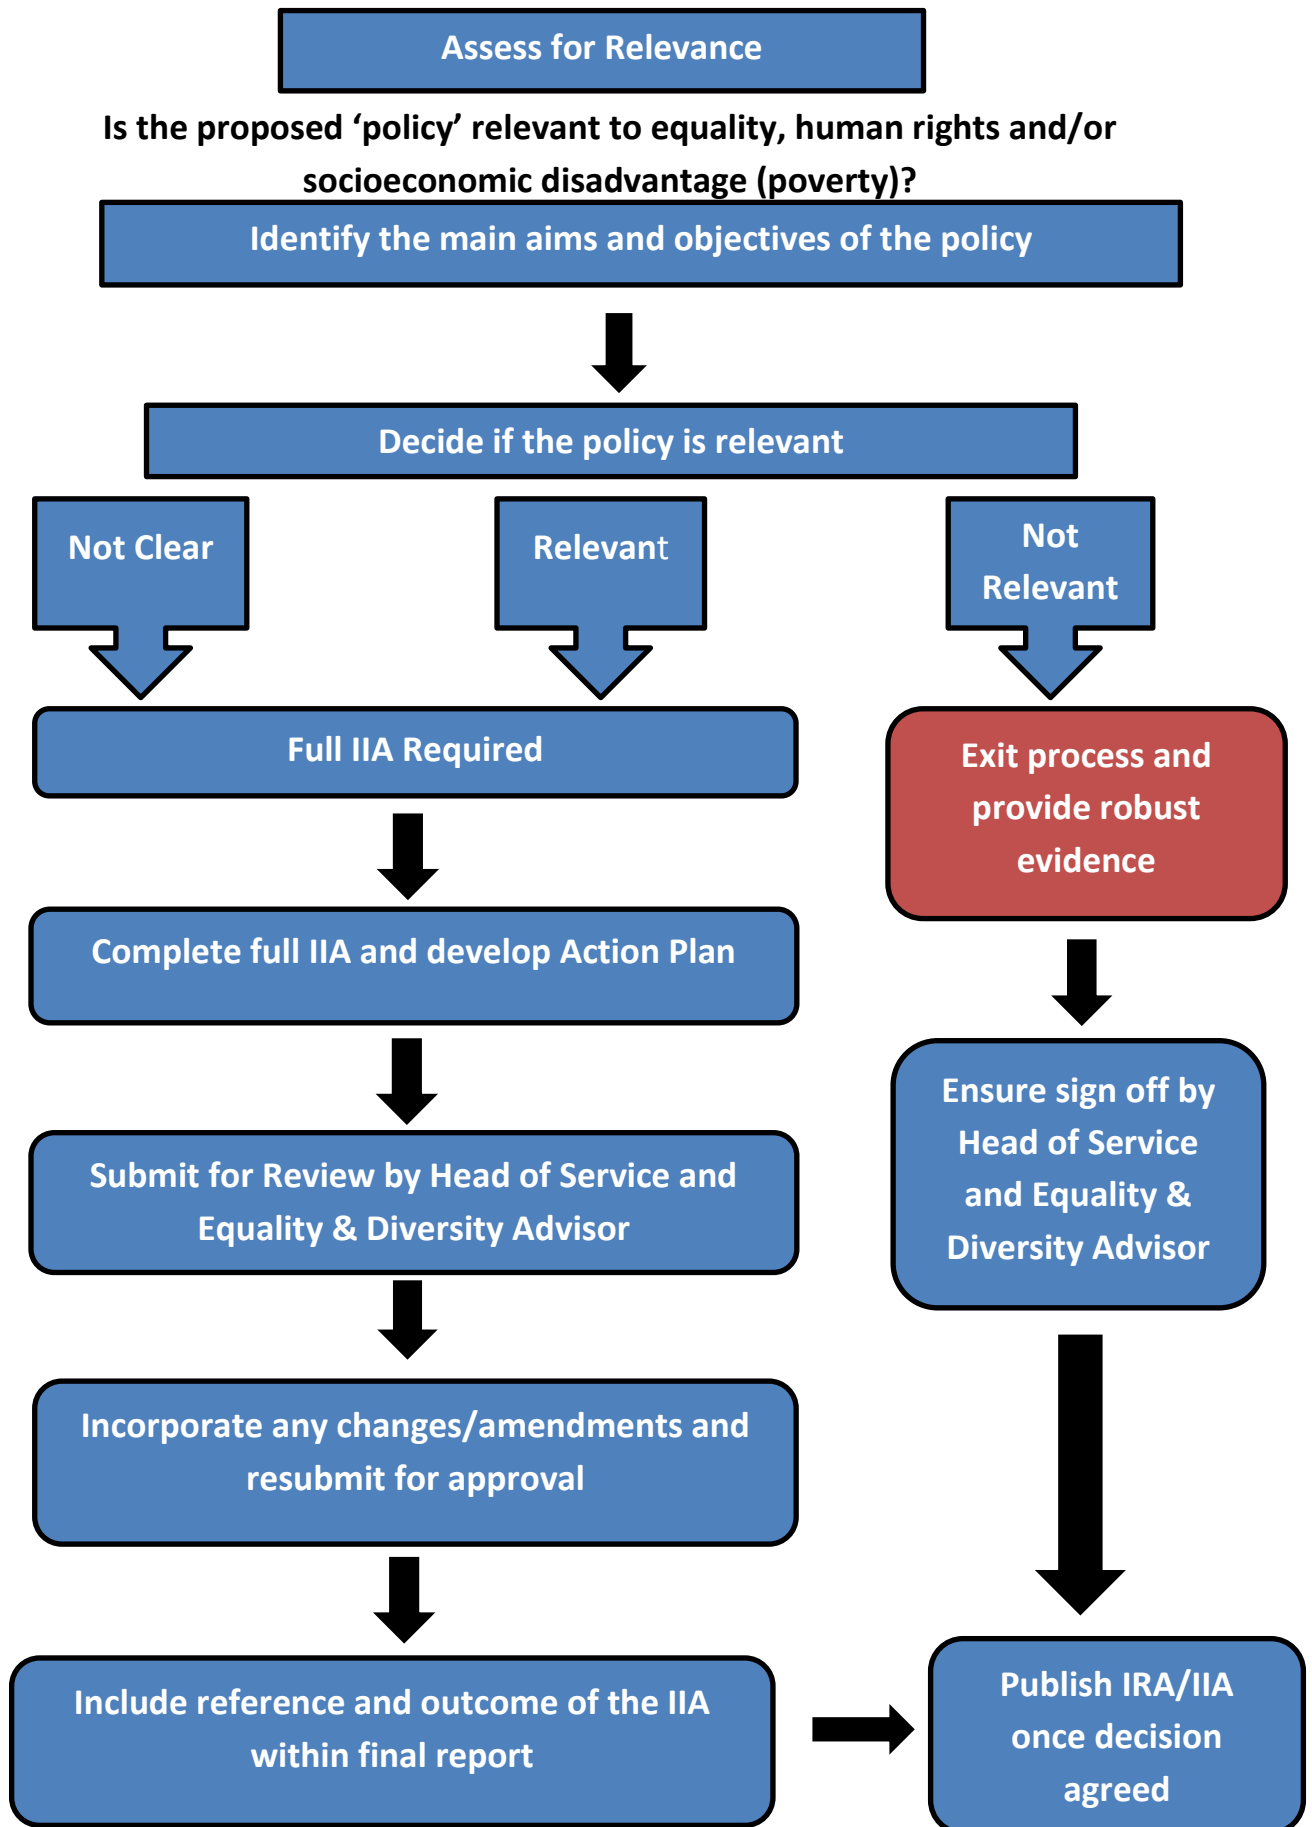 Assess for Relevance
Is the proposed ‘policy’ relevant to equality, human rights and/or
socioeconomic disadvantage (poverty)?
Identify the main aims and objectives of the policy
Decide if the policy is relevant
Not Clear
Relevant
Not
Relevant
Full IIA Required
Exit process and
provide robust
evidence
Complete full IIA and develop Action Plan
Ensure sign off by
Head of Service
and Equality &
Diversity Advisor
Submit for Review by Head of Service and
Equality & Diversity Advisor
Incorporate any changes/amendments and
resubmit for approval
Include reference and outcome of the IIA
within final report
Publish IRA/IIA
once decision
agreed